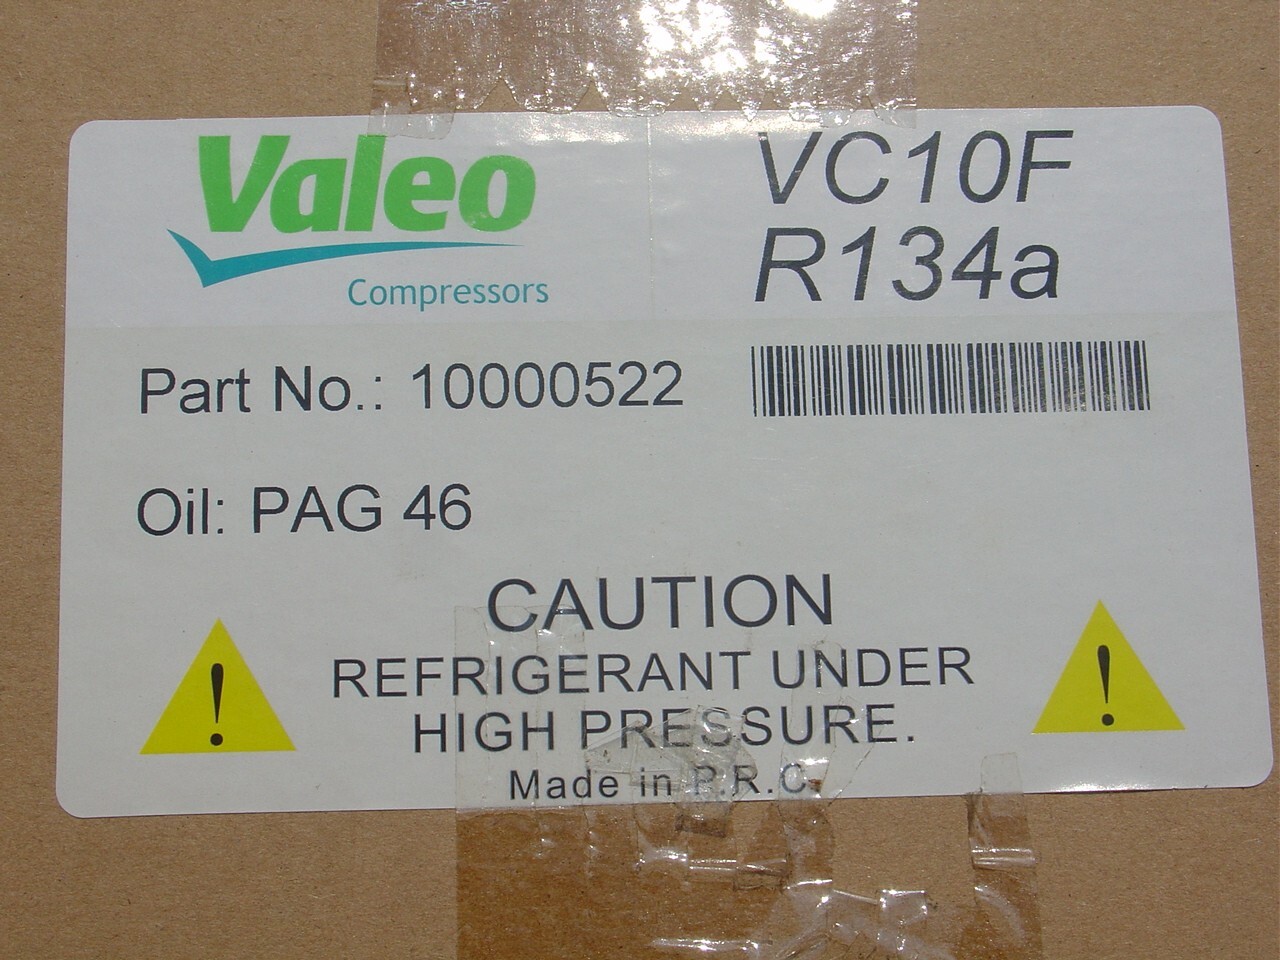 Valeo
Compressors
VC10F
R134a
Part No.: 10000522
Oil: PAG 46
CAUTION
! REFRIGERANT UNDER !
HIGH PRESSURE.
Made in P.R.C.